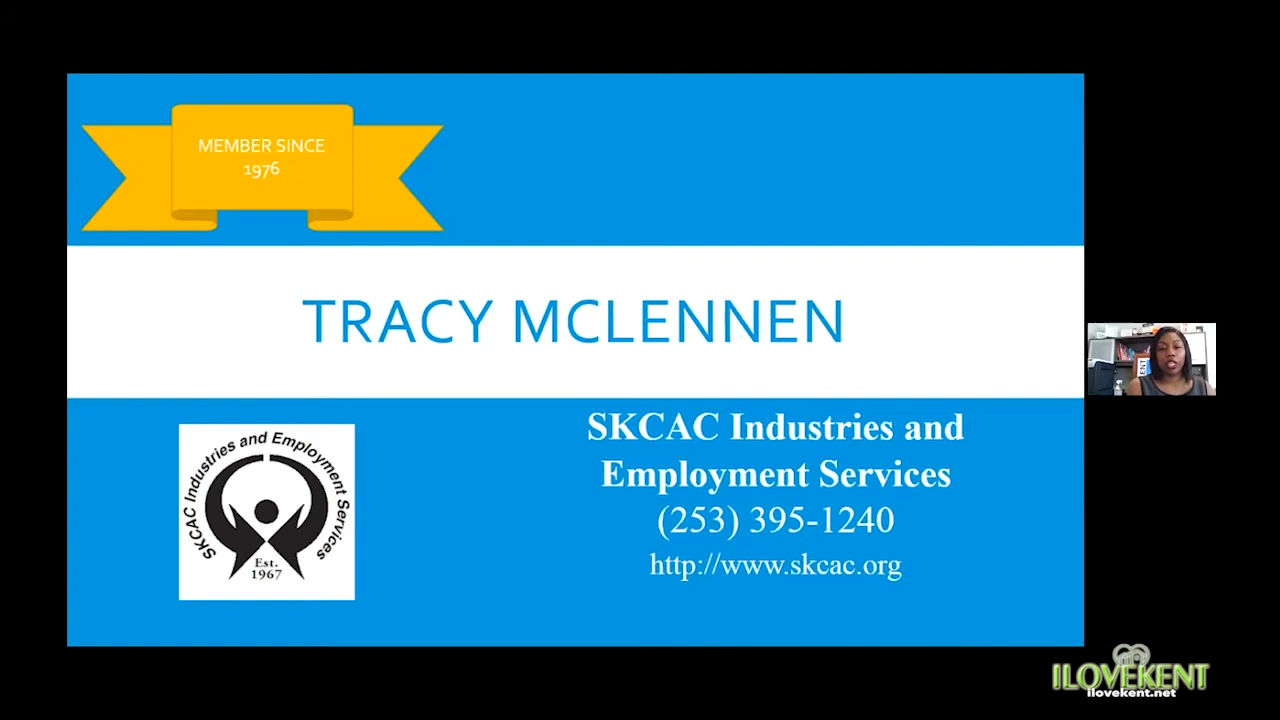 MEMBER SINCE
1976
TRACY MCLENNEN
SKCAC Industries and Employment Services
Est.
1967
SKCAC Industries and
Employment Services
(253) 395-1240
http://www.skcac.org
ILOVEKENT
ilovekent.net